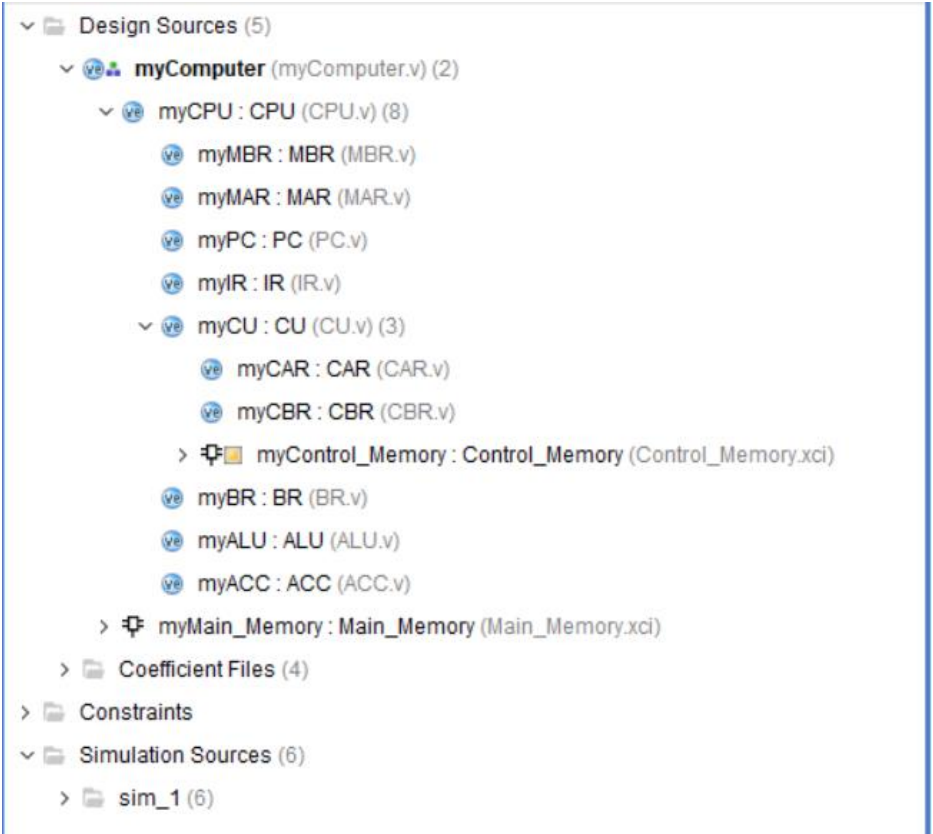 Design Sources (5)
myComputer (myComputer.v) (2)
myCPU : CPU (CPU.v) (8)
myMBR : MBR (MBR.v)
myMAR : MAR (MAR.v)
myPC : PC (PC.v)
myIR : IR (IR.v)
myCU : CU (CU.v) (3)
myCAR : CAR (CAR.v)
myCBR : CBR (CBR.v)
myControl_Memory : Control_Memory (Control_Memory.xci)
myBR : BR (BR.v)
myALU : ALU (ALU.v)
myACC : ACC (ACC.v)
myMain_Memory : Main_Memory (Main_Memory.xci)
Coefficient Files (4)
Constraints
Simulation Sources (6)
sim_1 (6)